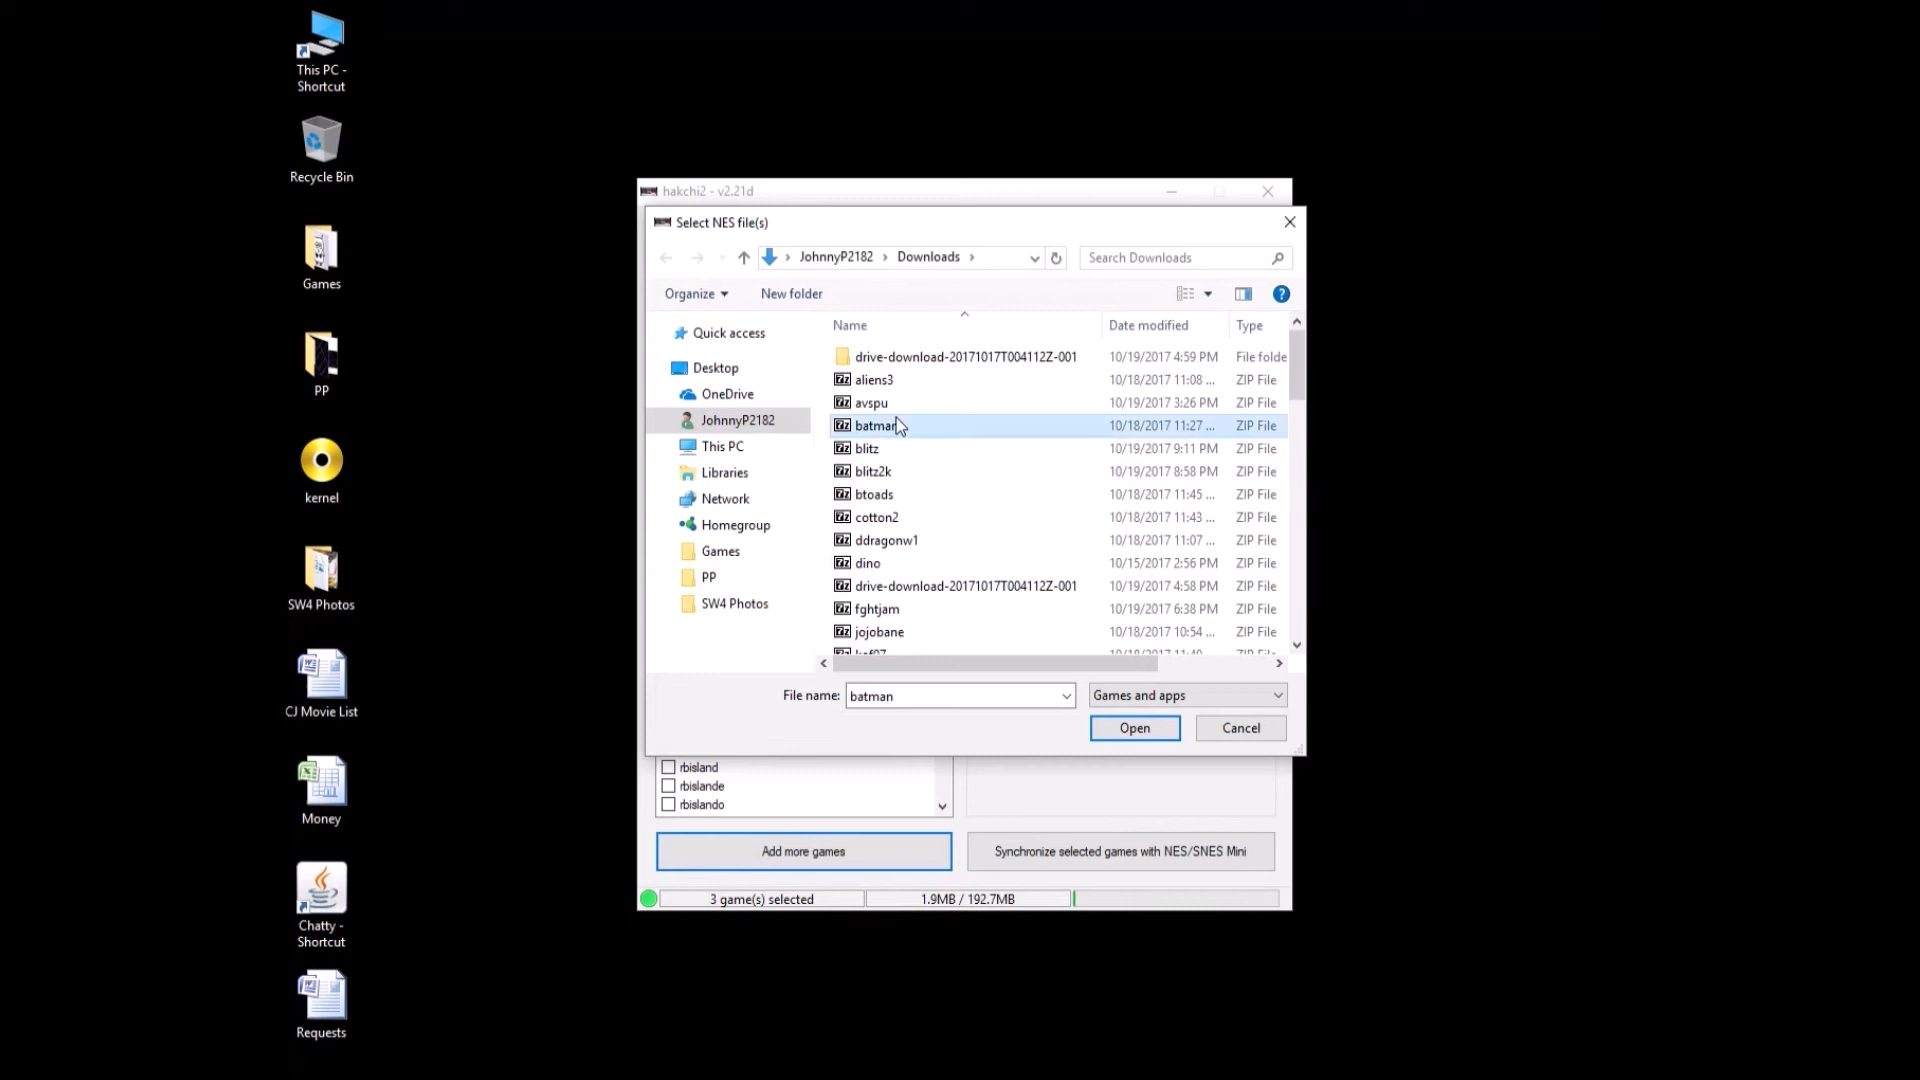 This PC -
Shortcut
Recycle Bin
Games
PP
kernel
SW4 Photos
CJ Movie List
Money
Chatty -
Shortcut
Requests
hakchi2 - v2.21d
Select NES file(s)
JohnnyP2182 › Downloads ›
Search Downloads
Organize
New folder
Quick access
Desktop
OneDrive
JohnnyP2182
This PC
Libraries
Network
Homegroup
Games
PP
SW4 Photos
Name Date modified Type
drive-download-20171017T004112Z-001 10/19/2017 4:59 PM File folde
aliens3 10/18/2017 11:08 ... ZIP File
avspu 10/19/2017 3:26 PM ZIP File
batman 10/18/2017 11:27 ... ZIP File
blitz 10/19/2017 9:11 PM ZIP File
blitz2k 10/19/2017 8:58 PM ZIP File
btoads 10/18/2017 11:45 ... ZIP File
cotton2 10/18/2017 11:43 ... ZIP File
ddragonw1 10/18/2017 11:07 ... ZIP File
dino 10/15/2017 2:56 PM ZIP File
drive-download-20171017T004112Z-001 10/19/2017 4:58 PM ZIP File
fghtjam 10/19/2017 6:38 PM ZIP File
jojobane 10/18/2017 10:54 ... ZIP File
File name: batman
Games and apps
Open
Cancel
rbisland
rbislande
rbislando
Add more games
Synchronize selected games with NES/SNES Mini
3 game(s) selected
1.9MB / 192.7MB